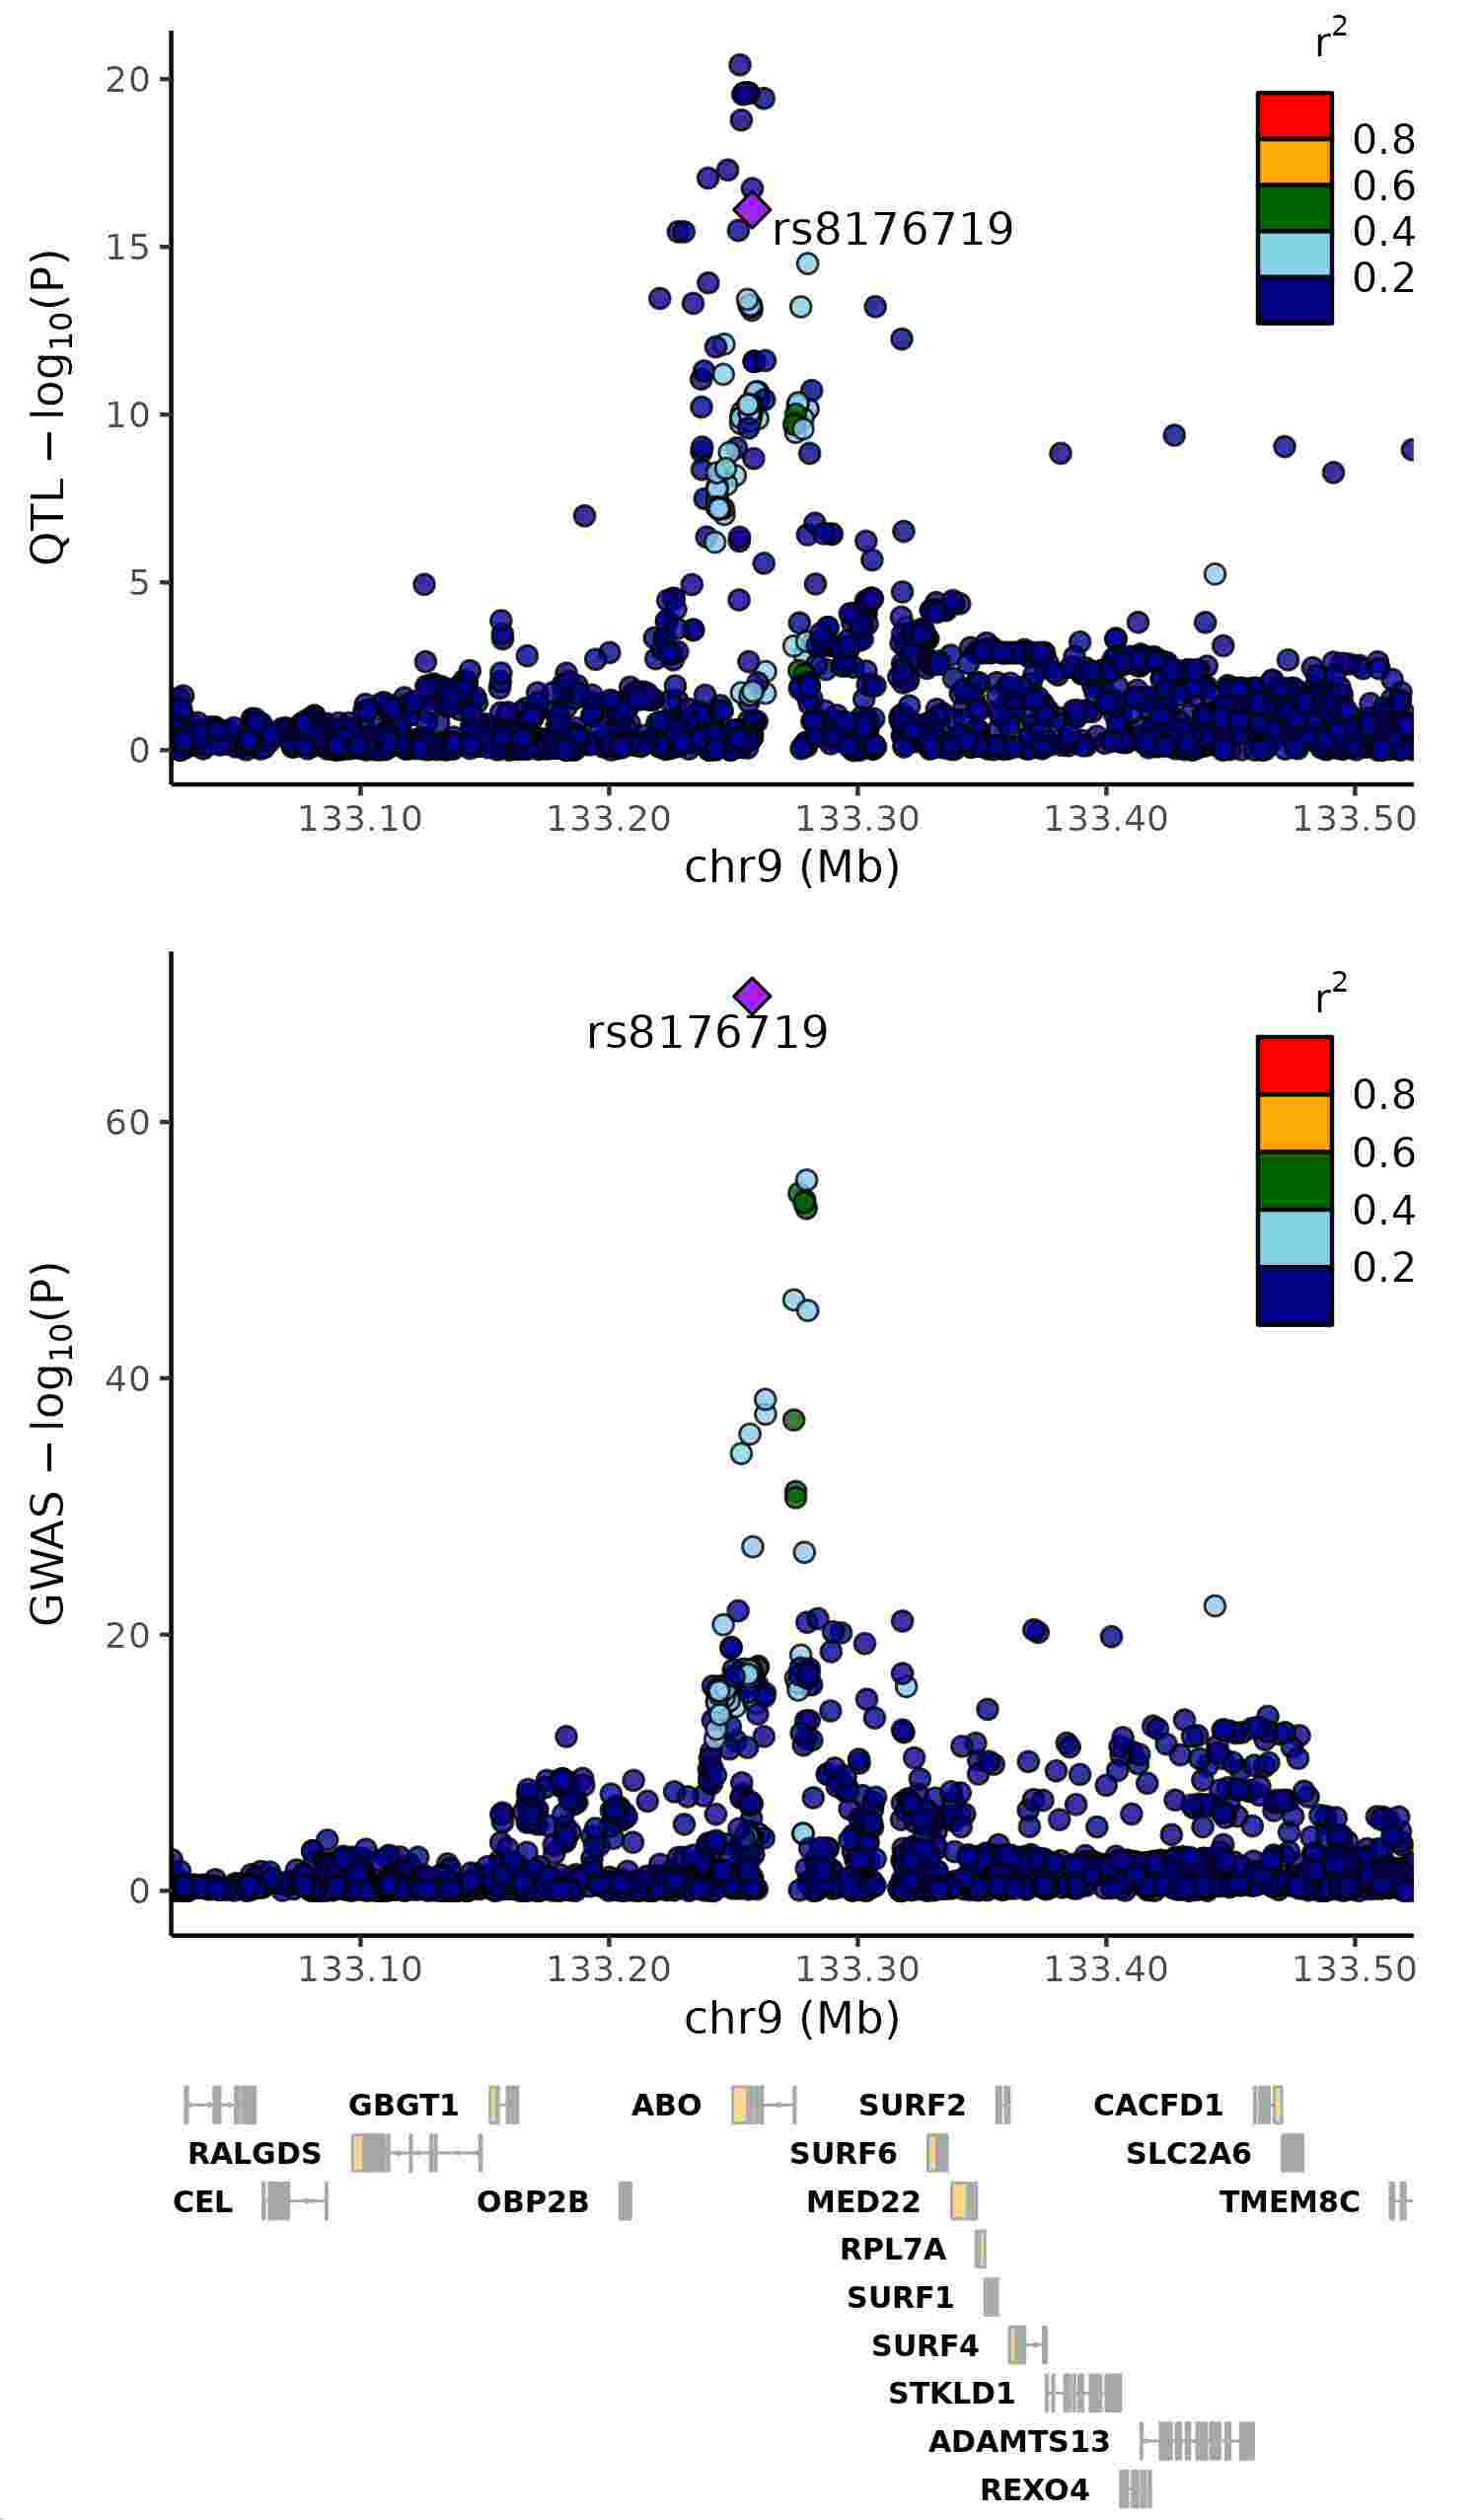 r²
20
15
10
5
0
QTL −log₁₀(P)
rs8176719
0.8
0.6
0.4
0.2
133.10 133.20 133.30 133.40 133.50
chr9 (Mb)
r²
60
40
20
0
GWAS −log₁₀(P)
rs8176719
0.8
0.6
0.4
0.2
133.10 133.20 133.30 133.40 133.50
chr9 (Mb)
GBGT1 ABO SURF2 CACFD1
RALGDS SURF6 SLC2A6
CEL OBP2B MED22 TMEM8C
RPL7A
SURF1
SURF4
STKLD1
ADAMTS13
REXO4